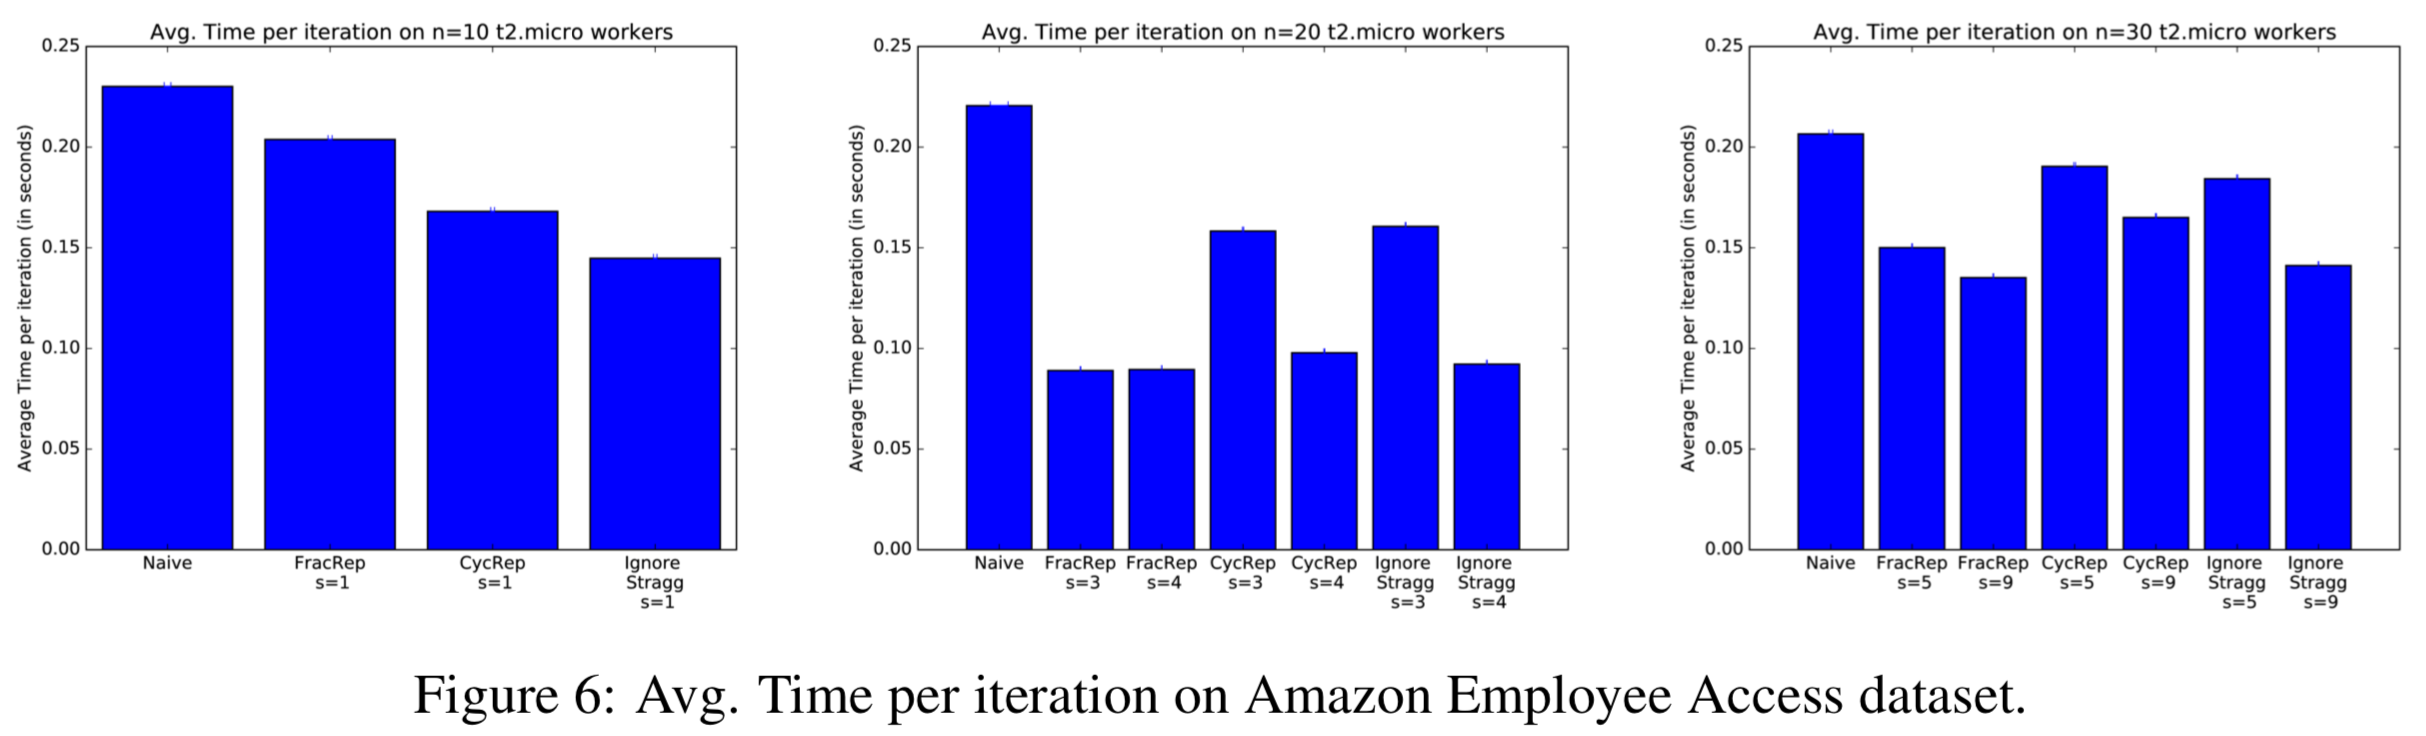 Avg. Time per iteration on n=10 t2.micro workers
Average Time per iteration (in seconds)
0.25
0.20
0.15
0.10
0.05
0.00
Naive
FracRep
s=1
CycRep
s=1
Ignore
Stragg
s=1
Avg. Time per iteration on n=20 t2.micro workers
Average Time per iteration (in seconds)
0.25
0.20
0.15
0.10
0.05
0.00
Naive
FracRep
s=3
FracRep
s=4
CycRep
s=3
CycRep
s=4
Ignore
Stragg
s=3
Ignore
Stragg
s=4
Avg. Time per iteration on n=30 t2.micro workers
Average Time per iteration (in seconds)
0.25
0.20
0.15
0.10
0.05
0.00
Naive
FracRep
s=5
FracRep
s=9
CycRep
s=5
CycRep
s=9
Ignore
Stragg
s=5
Ignore
Stragg
s=9
Figure 6: Avg. Time per iteration on Amazon Employee Access dataset.